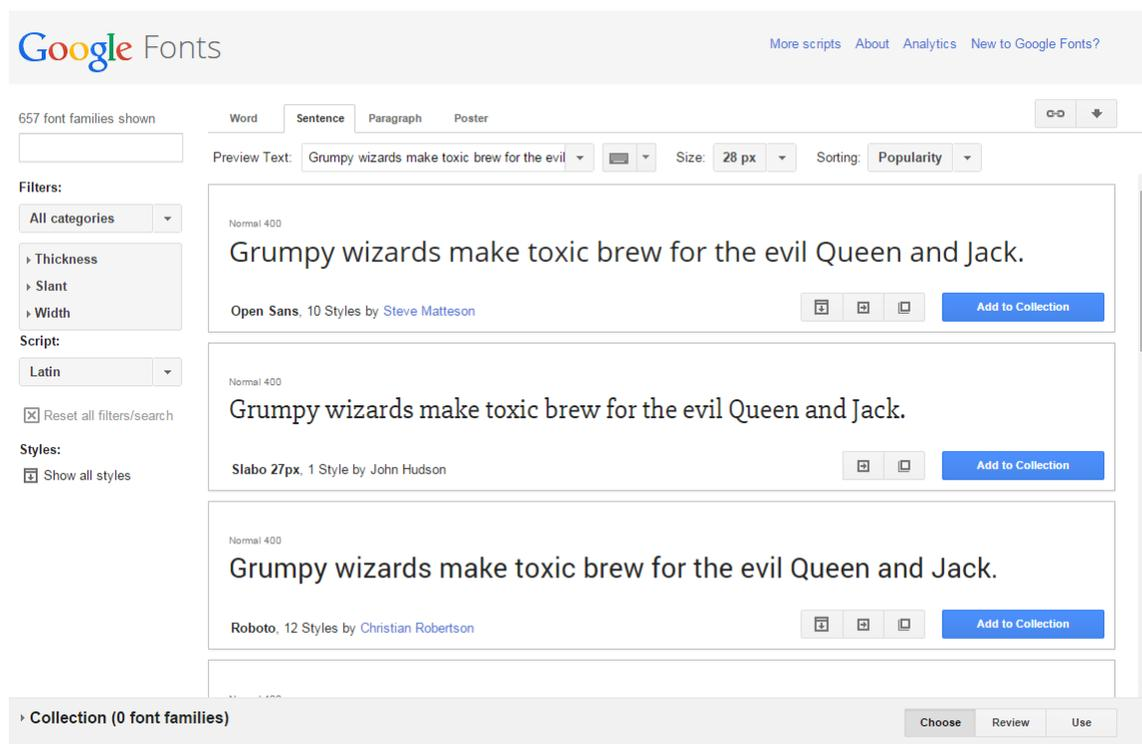 Google Fonts
More scripts About Analytics New to Google Fonts?
657 font families shown
Word Sentence Paragraph Poster
Preview Text: Grumpy wizards make toxic brew for the evil Size: 28 px Sorting: Popularity
Filters:
All categories
Thickness
Slant
Width
Script:
Latin
Reset all filters/search
Styles:
Show all styles
Normal 400
Grumpy wizards make toxic brew for the evil Queen and Jack.
Open Sans, 10 Styles by Steve Matteson
Add to Collection
Normal 400
Grumpy wizards make toxic brew for the evil Queen and Jack.
Slabo 27px, 1 Style by John Hudson
Add to Collection
Normal 400
Grumpy wizards make toxic brew for the evil Queen and Jack.
Roboto, 12 Styles by Christian Robertson
Add to Collection
Collection (0 font families)
Choose Review Use